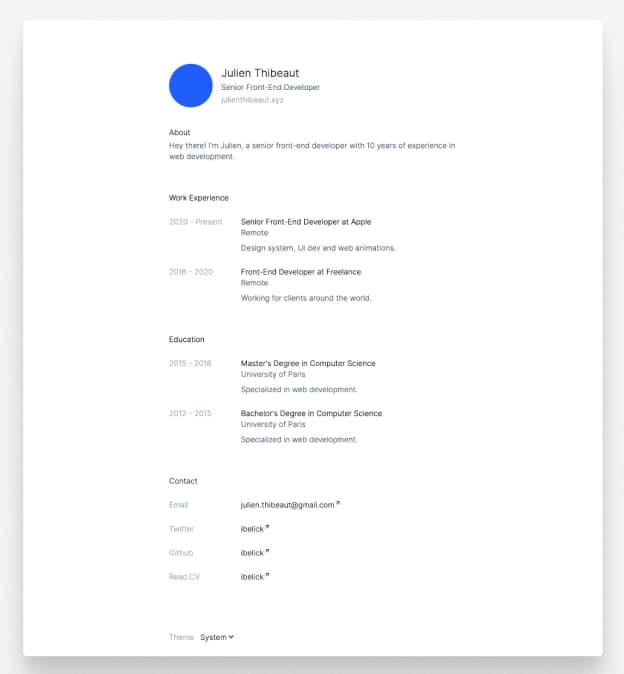 Julien Thibeaut
Senior Front-End Developer
julienthibeaut.xyz
About
Hey there! I'm Julien, a senior front-end developer with 10 years of experience in
web development.
Work Experience
2020 - Present
Senior Front-End Developer at Apple
Remote
Design system, UI dev and web animations.
2016 - 2020
Front-End Developer at Freelance
Remote
Working for clients around the world.
Education
2015 - 2016
Master's Degree in Computer Science
University of Paris
Specialized in web development.
2012 - 2015
Bachelor's Degree in Computer Science
University of Paris
Specialized in web development.
Contact
Email julien.thibeaut@gmail.com↗
Twitter ibelick↗
Github ibelick↗
Read.CV ibelick↗
Theme System